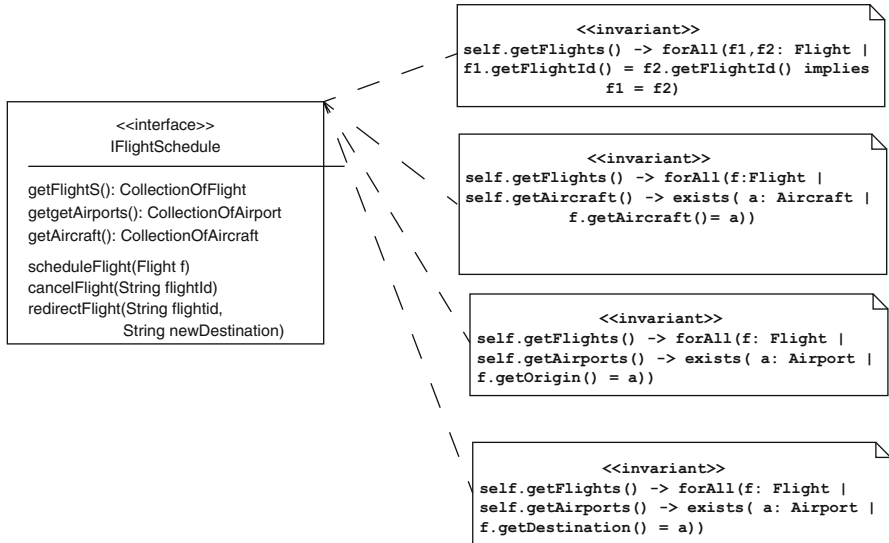 <<interface>>
IFlightSchedule
getFlightS(): CollectionOfFlight
getgetAirports(): CollectionOfAirport
getAircraft(): CollectionOfAircraft
scheduleFlight(Flight f)
cancelFlight(String flightId)
redirectFlight(String flightid,
String newDestination)
<<invariant>>
self.getFlights() -> forAll(f1,f2: Flight |
f1.getFlightId() = f2.getFlightId() implies
f1 = f2)
<<invariant>>
self.getFlights() -> forAll(f:Flight |
self.getAircraft() -> exists( a: Aircraft |
f.getAircraft()= a))
<<invariant>>
self.getFlights() -> forAll(f: Flight |
self.getAirports() -> exists( a: Airport |
f.getOrigin() = a))
<<invariant>>
self.getFlights() -> forAll(f: Flight |
self.getAirports() -> exists( a: Airport |
f.getDestination() = a))